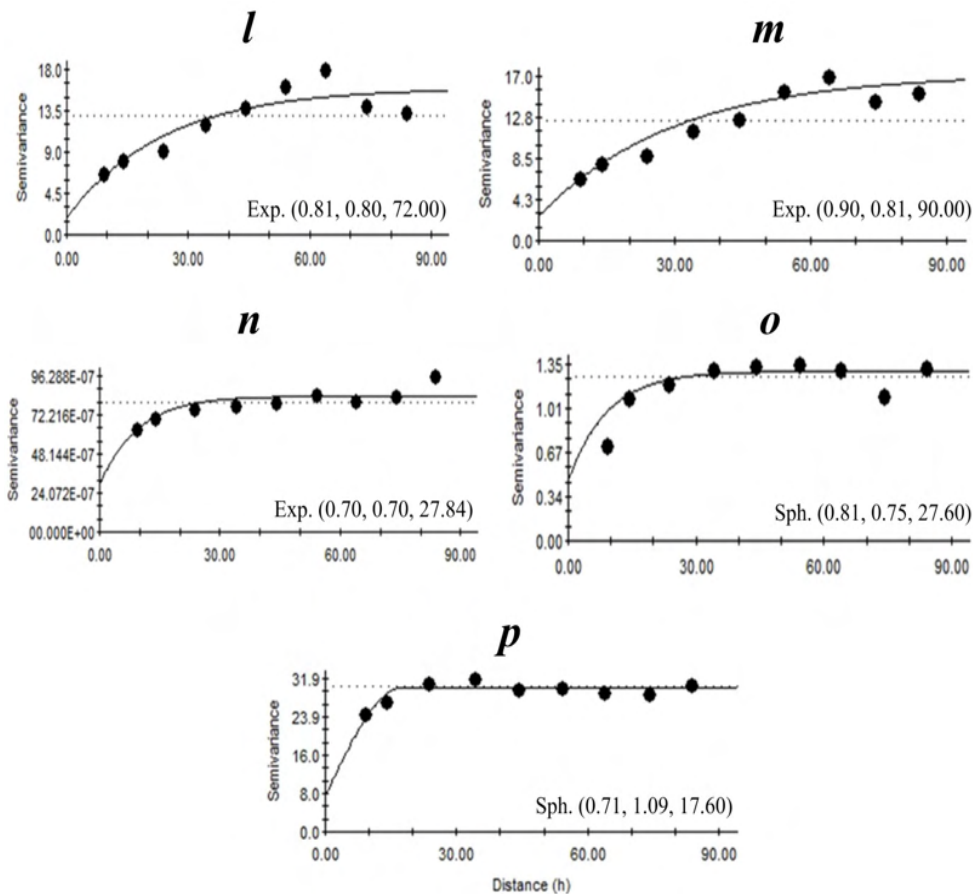 l
Semivariance
18.0
13.5
9.0
4.5
0.0
0.00 30.00 60.00 90.00
Exp. (0.81, 0.80, 72.00)
m
Semivariance
17.0
12.8
8.5
4.3
0.0
0.00 30.00 60.00 90.00
Exp. (0.90, 0.81, 90.00)
n
Semivariance
96.288E-07
72.216E-07
48.144E-07
24.072E-07
00.000E+00
0.00 30.00 60.00 90.00
Exp. (0.70, 0.70, 27.84)
o
Semivariance
1.35
1.01
0.67
0.34
0.00
0.00 30.00 60.00 90.00
Sph. (0.81, 0.75, 27.60)
p
Semivariance
31.9
23.9
16.0
8.0
0.0
0.00 30.00 60.00 90.00
Sph. (0.71, 1.09, 17.60)
Distance (h)